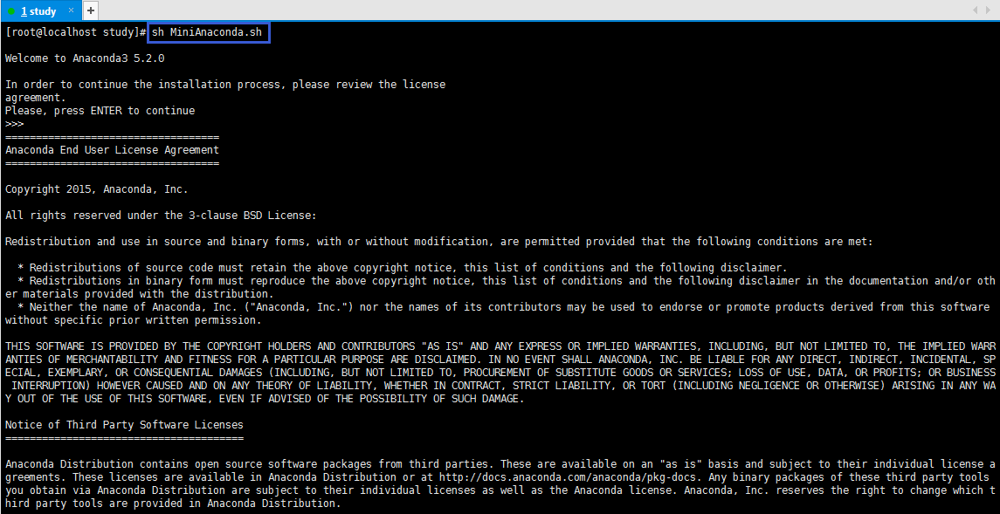 1 study × +
[root@localhost study]# sh MiniAnaconda.sh
Welcome to Anaconda3 5.2.0
In order to continue the installation process, please review the license
agreement.
Please, press ENTER to continue
>>>
===================================
Anaconda End User License Agreement
===================================
Copyright 2015, Anaconda, Inc.
All rights reserved under the 3-clause BSD License:
Redistribution and use in source and binary forms, with or without modification, are permitted provided that the following conditions are met:
* Redistributions of source code must retain the above copyright notice, this list of conditions and the following disclaimer.
* Redistributions in binary form must reproduce the above copyright notice, this list of conditions and the following disclaimer in the documentation and/or oth
er materials provided with the distribution.
* Neither the name of Anaconda, Inc. ("Anaconda, Inc.") nor the names of its contributors may be used to endorse or promote products derived from this software
without specific prior written permission.
THIS SOFTWARE IS PROVIDED BY THE COPYRIGHT HOLDERS AND CONTRIBUTORS "AS IS" AND ANY EXPRESS OR IMPLIED WARRANTIES, INCLUDING, BUT NOT LIMITED TO, THE IMPLIED WARR
ANTIES OF MERCHANTABILITY AND FITNESS FOR A PARTICULAR PURPOSE ARE DISCLAIMED. IN NO EVENT SHALL ANACONDA, INC. BE LIABLE FOR ANY DIRECT, INDIRECT, INCIDENTAL, SP
ECIAL, EXEMPLARY, OR CONSEQUENTIAL DAMAGES (INCLUDING, BUT NOT LIMITED TO, PROCUREMENT OF SUBSTITUTE GOODS OR SERVICES; LOSS OF USE, DATA, OR PROFITS; OR BUSINESS
INTERRUPTION) HOWEVER CAUSED AND ON ANY THEORY OF LIABILITY, WHETHER IN CONTRACT, STRICT LIABILITY, OR TORT (INCLUDING NEGLIGENCE OR OTHERWISE) ARISING IN ANY WA
Y OUT OF THE USE OF THIS SOFTWARE, EVEN IF ADVISED OF THE POSSIBILITY OF SUCH DAMAGE.
Notice of Third Party Software Licenses
=======================================
Anaconda Distribution contains open source software packages from third parties. These are available on an "as is" basis and subject to their individual license a
greements. These licenses are available in Anaconda Distribution or at http://docs.anaconda.com/anaconda/pkg-docs. Any binary packages of these third party tools
you obtain via Anaconda Distribution are subject to their individual licenses as well as the Anaconda license. Anaconda, Inc. reserves the right to change which t
hird party tools are provided in Anaconda Distribution.